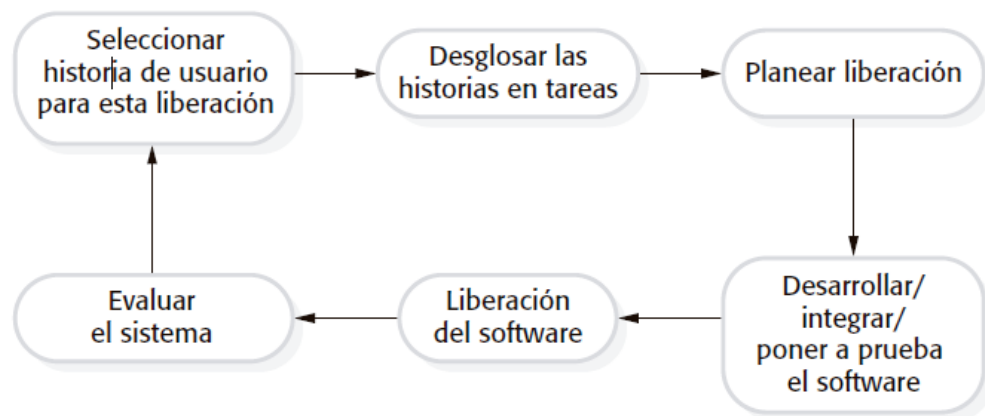 Seleccionar
historia de usuario
para esta liberación
Desglosar las
historias en tareas
Planear liberación
Evaluar
el sistema
Liberación
del software
Desarrollar/
integrar/
poner a prueba
el software